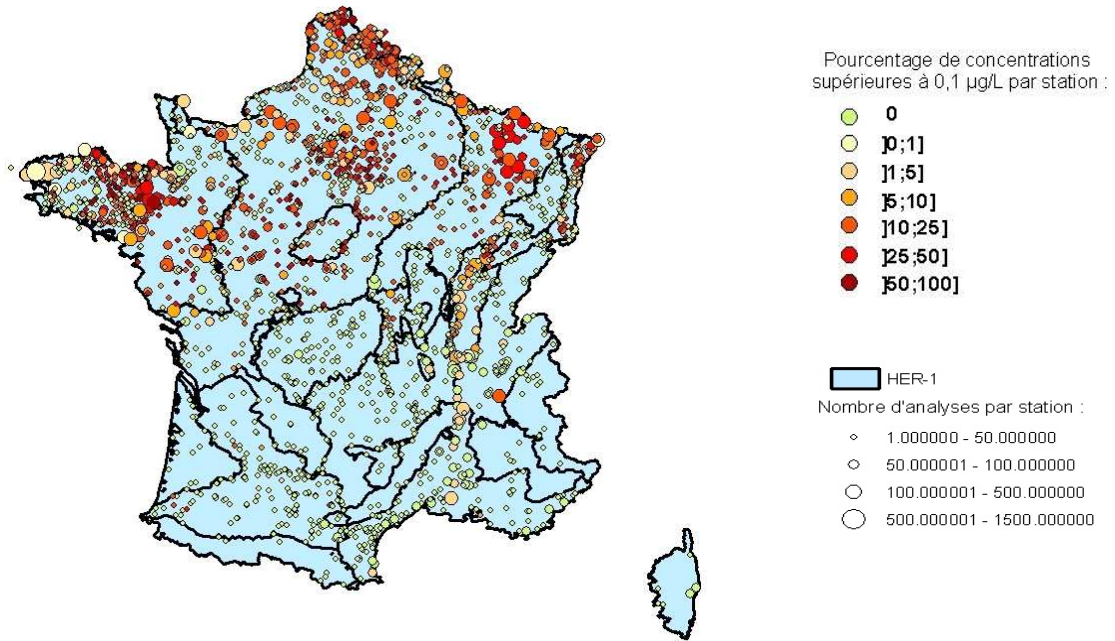 Pourcentage de concentrations
supérieures à 0,1 µg/L par station :
0
]0;1]
]1;5]
]5;10]
]10;25]
]25;50]
]50;100]
HER-1
Nombre d'analyses par station :
1.000000 - 50.000000
50.000001 - 100.000000
100.000001 - 500.000000
500.000001 - 1500.000000